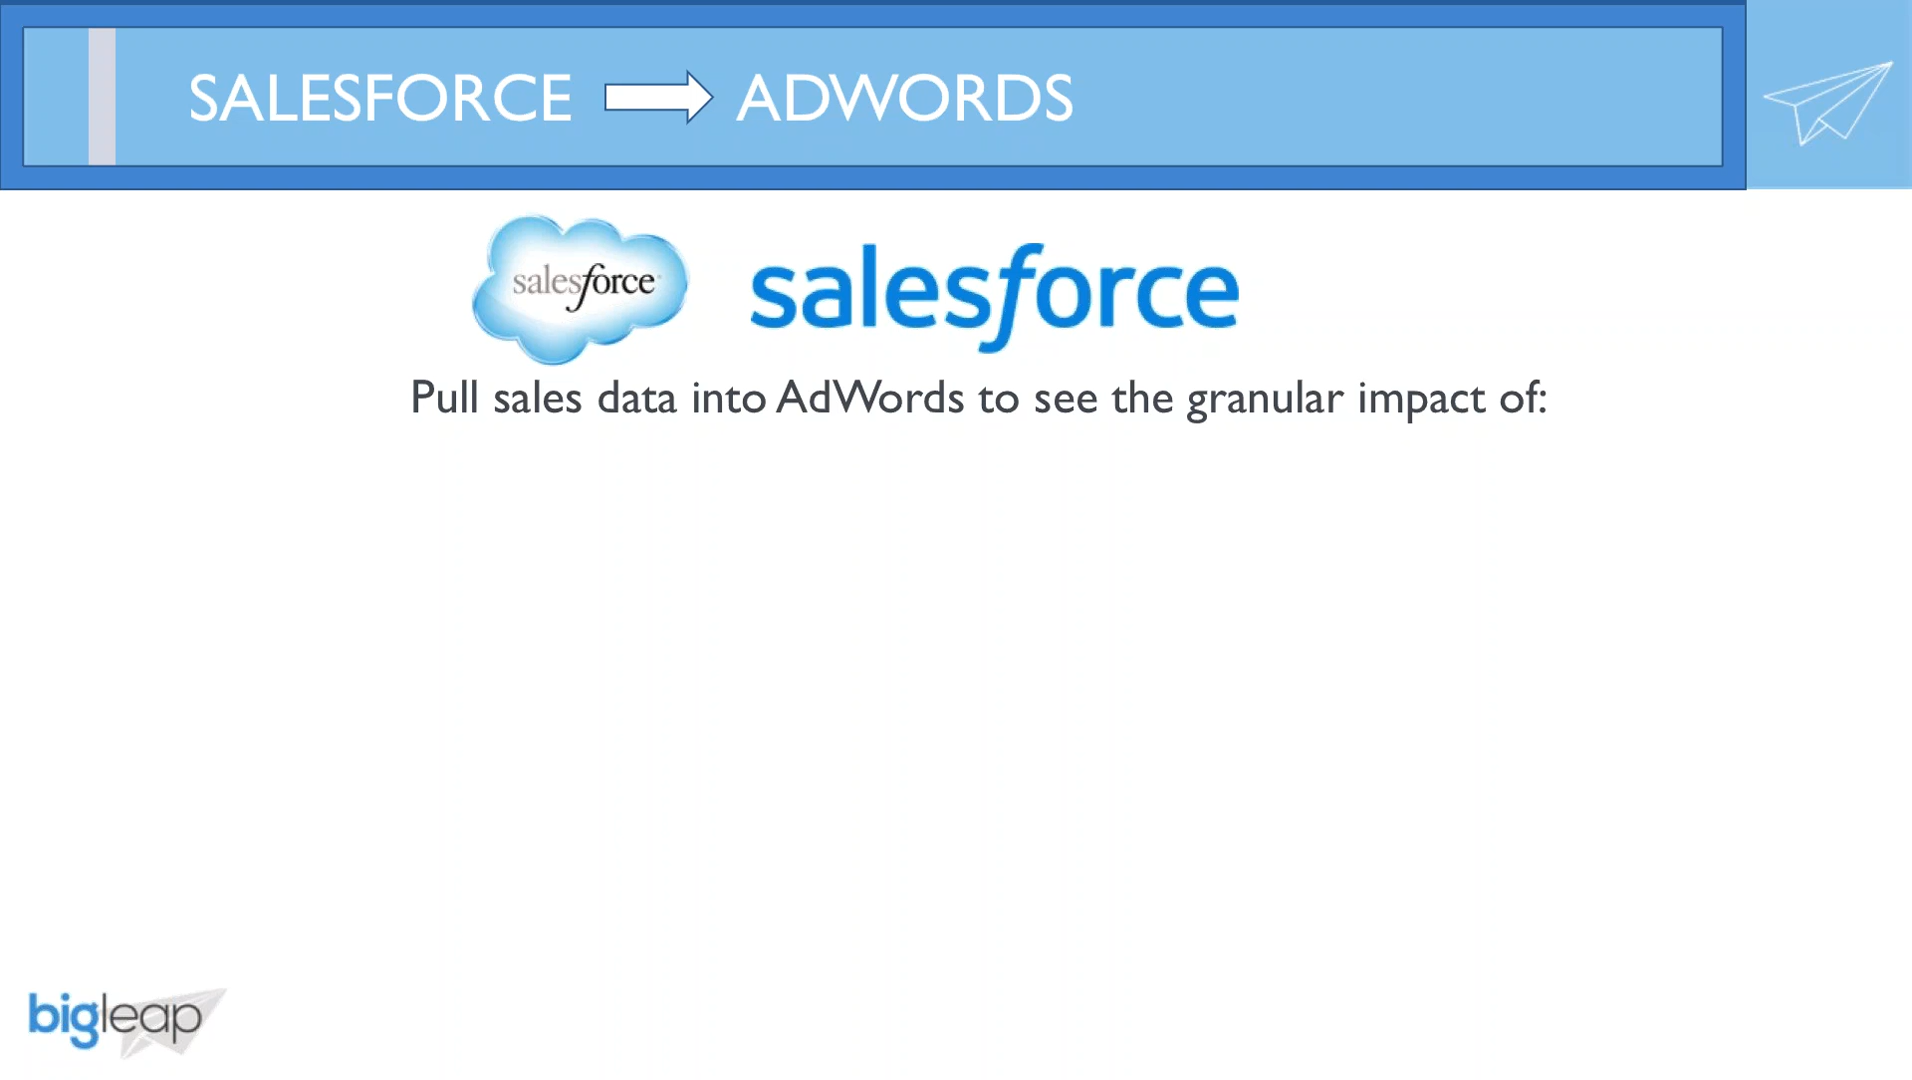 SALESFORCE ADWORDS
salesforce salesforce
Pull sales data into AdWords to see the granular impact of:
bigleap